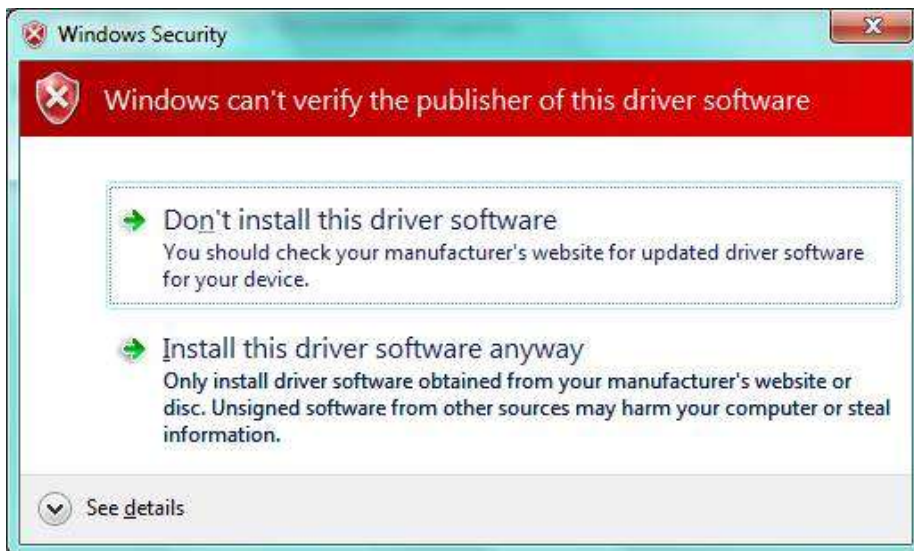 Windows Security
Windows can't verify the publisher of this driver software
Don't install this driver software
You should check your manufacturer's website for updated driver software
for your device.
Install this driver software anyway
Only install driver software obtained from your manufacturer's website or
disc. Unsigned software from other sources may harm your computer or steal
information.
See details